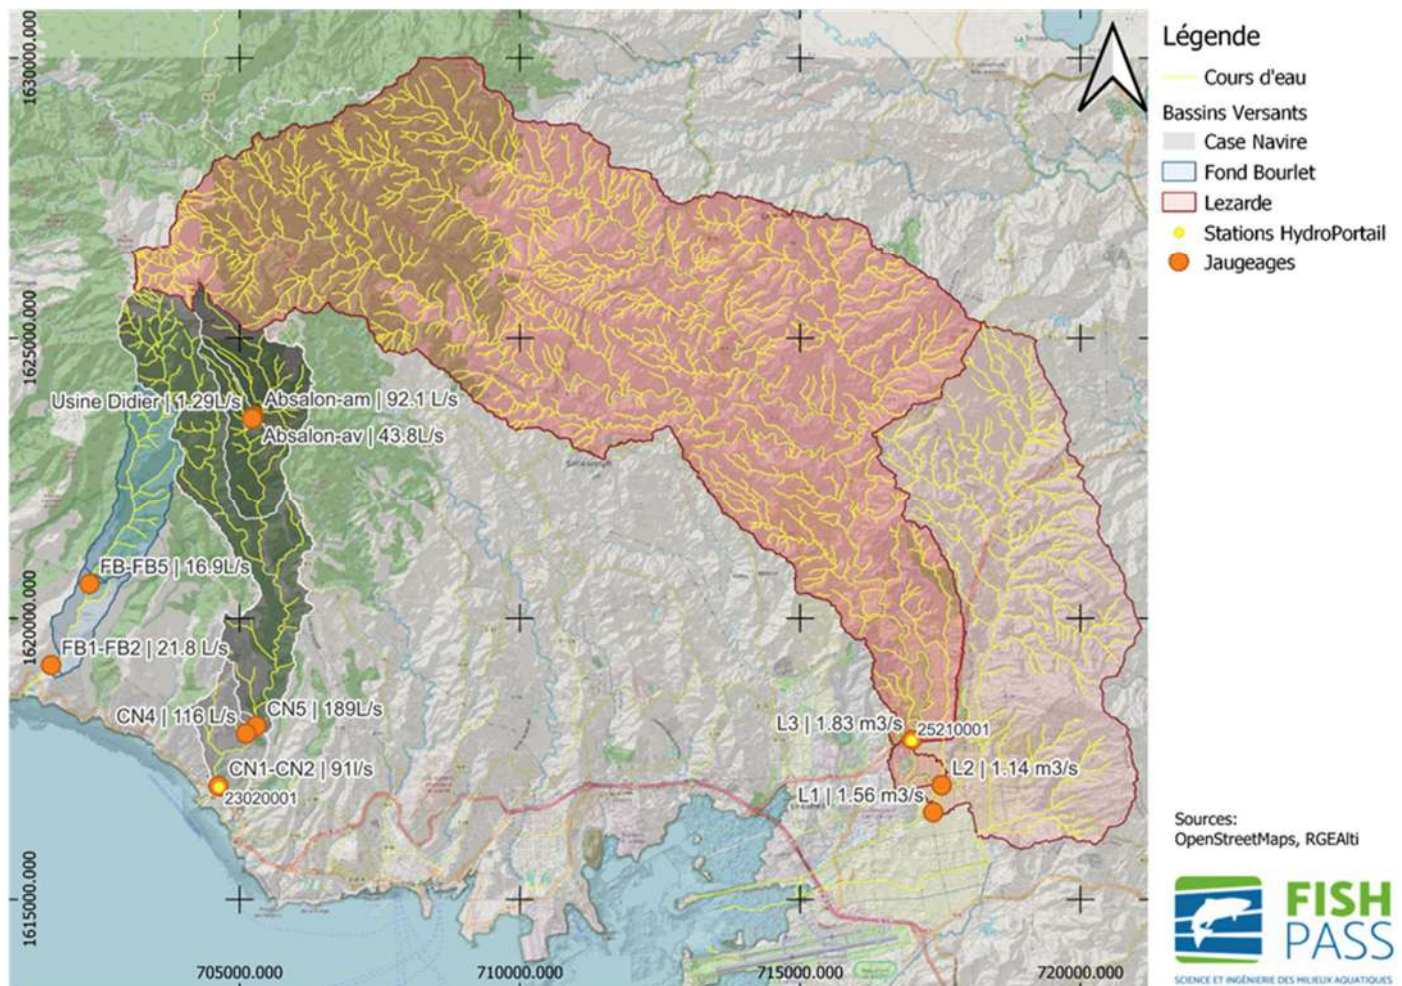 1630000.000
1625000.000
1620000.000
1615000.000
705000.000
710000.000
715000.000
720000.000
Usine Didier | 1.29L/s
Absalon-am | 92.1 L/s
Absalon-av | 43.8L/s
FB-FB5 | 16.9L/s
FB1-FB2 | 21.8 L/s
CN4 | 116 L/s
CN5 | 189L/s
CN1-CN2 | 91l/s
23020001
L3 | 1.83 m3/s
25210001
L2 | 1.14 m3/s
L1 | 1.56 m3/s
Légende
Cours d'eau
Bassins Versants
Case Navire
Fond Bourlet
Lezarde
Stations HydroPortail
Jaugeages
Sources:
OpenStreetMaps, RGEAlti
FISH
PASS
SCIENCE ET INGÉNIERIE DES MILIEUX AQUATIQUES